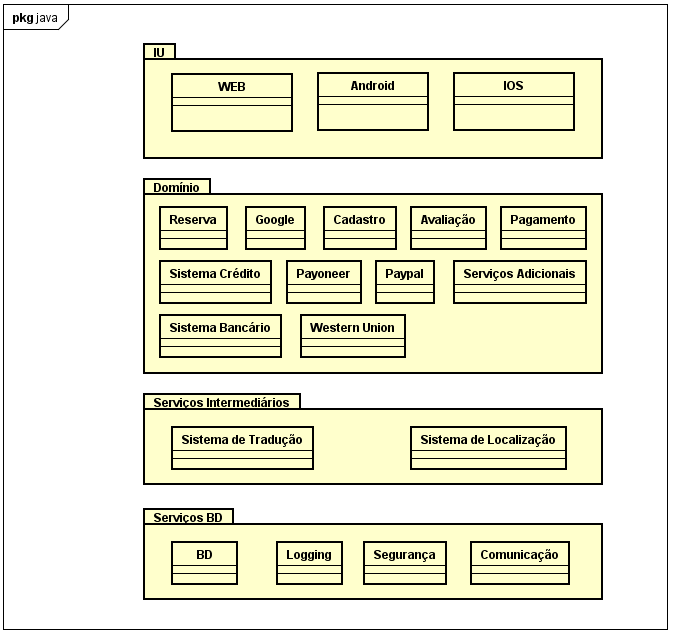 pkg java
IU
WEB Android IOS
Domínio
Reserva Google Cadastro Avaliação Pagamento
Sistema Crédito Payoneer Paypal Serviços Adicionais
Sistema Bancário Western Union
Serviços Intermediários
Sistema de Tradução Sistema de Localização
Serviços BD
BD Logging Segurança Comunicação